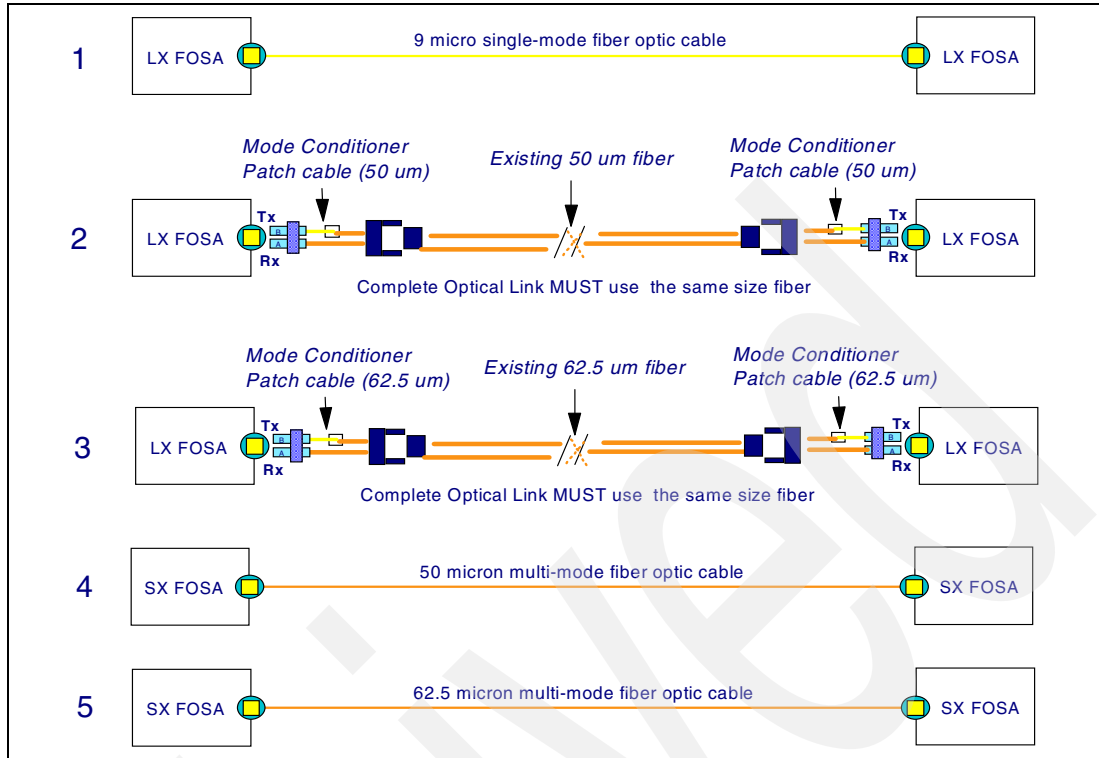 1
LX FOSA
9 micro single-mode fiber optic cable
LX FOSA
Mode Conditioner
Patch cable (50 um)
Existing 50 um fiber
Mode Conditioner
Patch cable (50 um)
2
LX FOSA
Tx
B
A
Rx
Tx
B
A
Rx
LX FOSA
Complete Optical Link MUST use the same size fiber
Mode Conditioner
Patch cable (62.5 um)
Existing 62.5 um fiber
Mode Conditioner
Patch cable (62.5 um)
3
LX FOSA
Tx
B
A
Rx
Tx
B
A
Rx
LX FOSA
Complete Optical Link MUST use the same size fiber
4
SX FOSA
50 micron multi-mode fiber optic cable
SX FOSA
5
SX FOSA
62.5 micron multi-mode fiber optic cable
SX FOSA